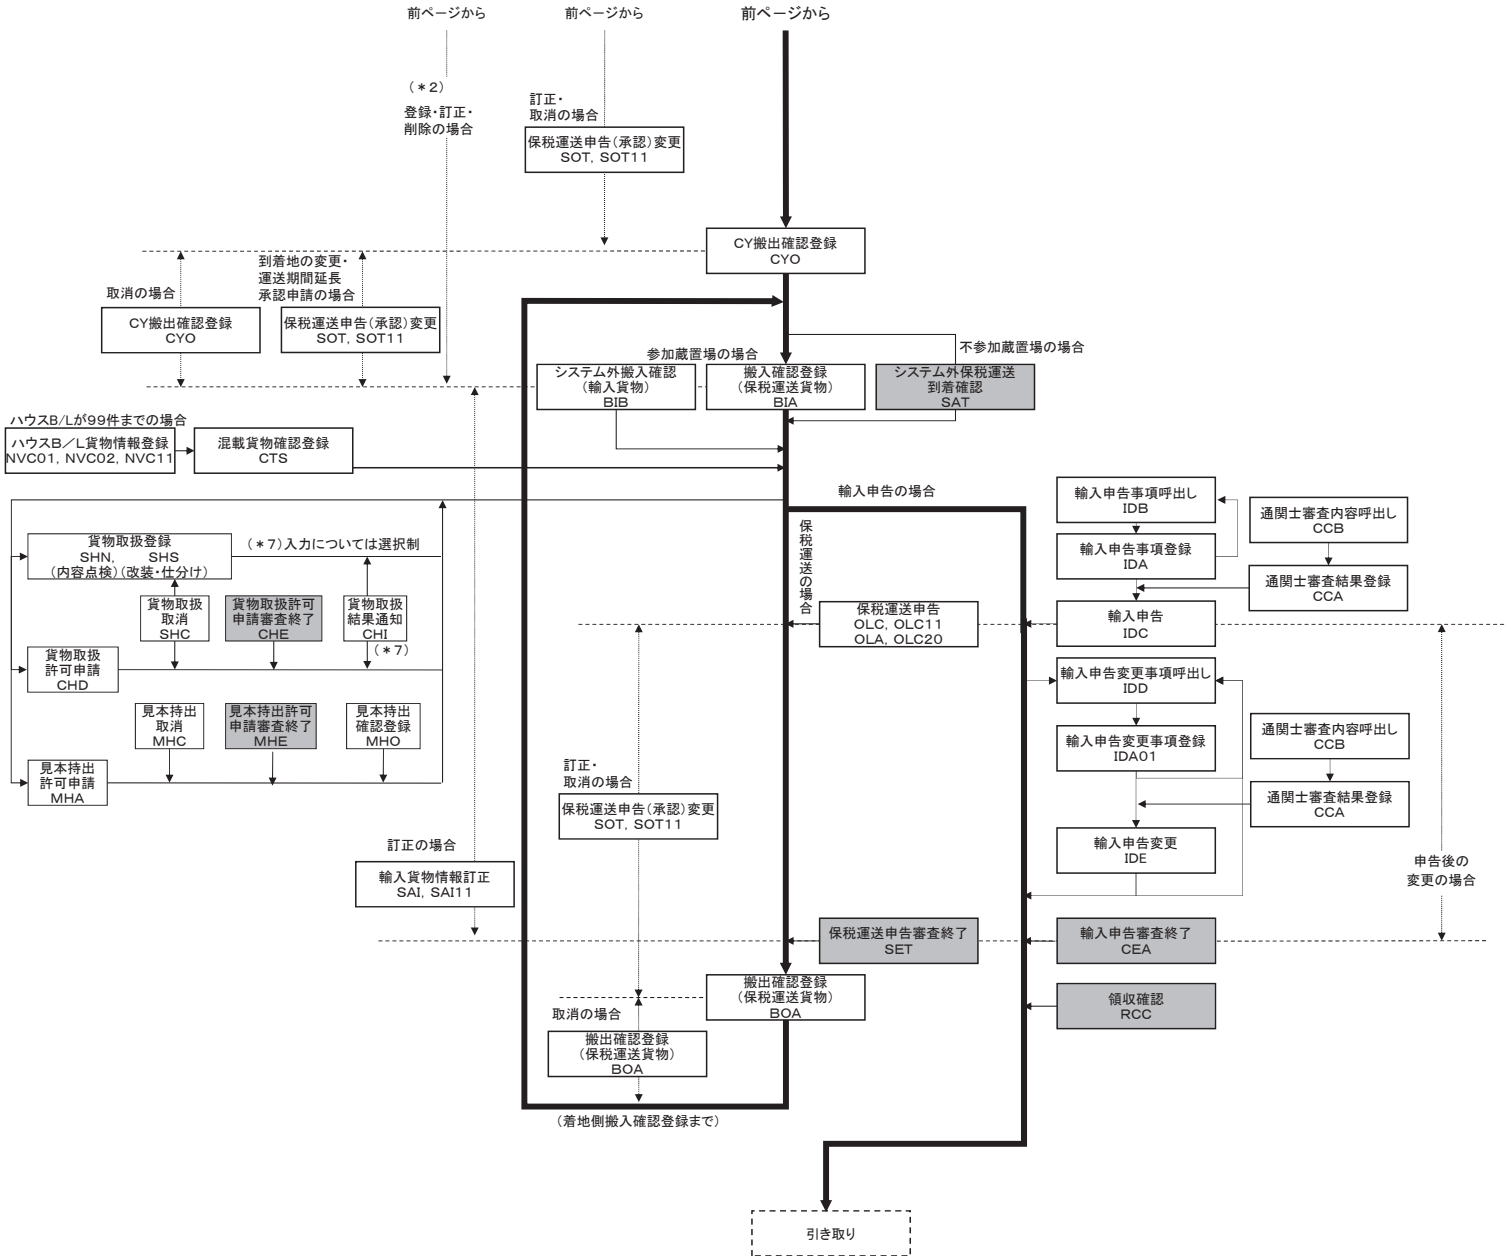 前ページから
前ページから
前ページから
(*2)
登録・訂正・
削除の場合
訂正・
取消の場合
保税運送申告(承認)変更
SOT, SOT11
CY搬出確認登録
CYO
到着地の変更・
運送期間延長
承認申請の場合
取消の場合
CY搬出確認登録
CYO
保税運送申告(承認)変更
SOT, SOT11
参加蔵置場の場合
不参加蔵置場の場合
システム外搬入確認
(輸入貨物)
BIB
搬入確認登録
(保税運送貨物)
BIA
システム外保税運送
到着確認
SAT
ハウスB/Lが99件までの場合
ハウスB/L貨物情報登録
NVC01, NVC02, NVC11
混載貨物確認登録
CTS
輸入申告の場合
保税運送の場合
貨物取扱登録
SHN, SHS
(内容点検)(改装・仕分け)
(*7)入力については選択制
貨物取扱
取消
SHC
貨物取扱許可
申請審査終了
CHE
貨物取扱
結果通知
CHI
(*7)
貨物取扱
許可申請
CHD
見本持出
取消
MHC
見本持出許可
申請審査終了
MHE
見本持出
確認登録
MHO
見本持出
許可申請
MHA
保税運送申告
OLC, OLC11
OLA, OLC20
輸入申告事項呼出し
IDB
輸入申告事項登録
IDA
輸入申告
IDC
通関士審査内容呼出し
CCB
通関士審査結果登録
CCA
輸入申告変更事項呼出し
IDD
輸入申告変更事項登録
IDA01
輸入申告変更
IDE
通関士審査内容呼出し
CCB
通関士審査結果登録
CCA
申告後の
変更の場合
訂正・
取消の場合
保税運送申告(承認)変更
SOT, SOT11
訂正の場合
輸入貨物情報訂正
SAI, SAI11
保税運送申告審査終了
SET
輸入申告審査終了
CEA
搬出確認登録
(保税運送貨物)
BOA
領収確認
RCC
取消の場合
搬出確認登録
(保税運送貨物)
BOA
(着地側搬入確認登録まで)
引き取り